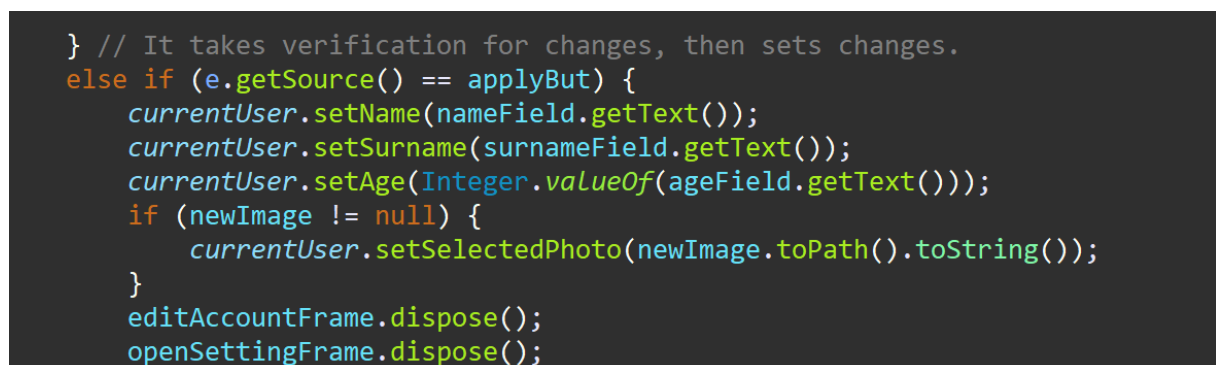 } // It takes verification for changes, then sets changes.
else if (e.getSource() == applyBut) {
currentUser.setName(nameField.getText());
currentUser.setSurname(surnameField.getText());
currentUser.setAge(Integer.valueOf(ageField.getText()));
if (newImage != null) {
currentUser.setSelectedPhoto(newImage.toPath().toString());
}
editAccountFrame.dispose();
openSettingFrame.dispose();